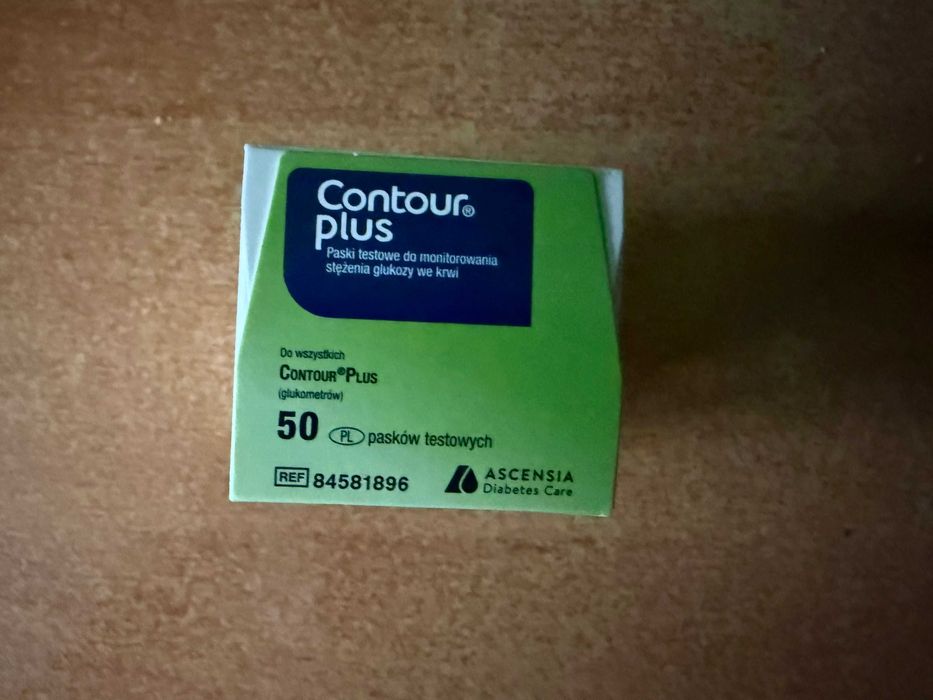 Contour®
plus
Paski testowe do monitorowania
stężenia glukozy we krwi
Do wszystkich
CONTOUR®PLUS
(glukometrów)
50 PL pasków testowych
REF 84581896
ASCENSIA
Diabetes Care